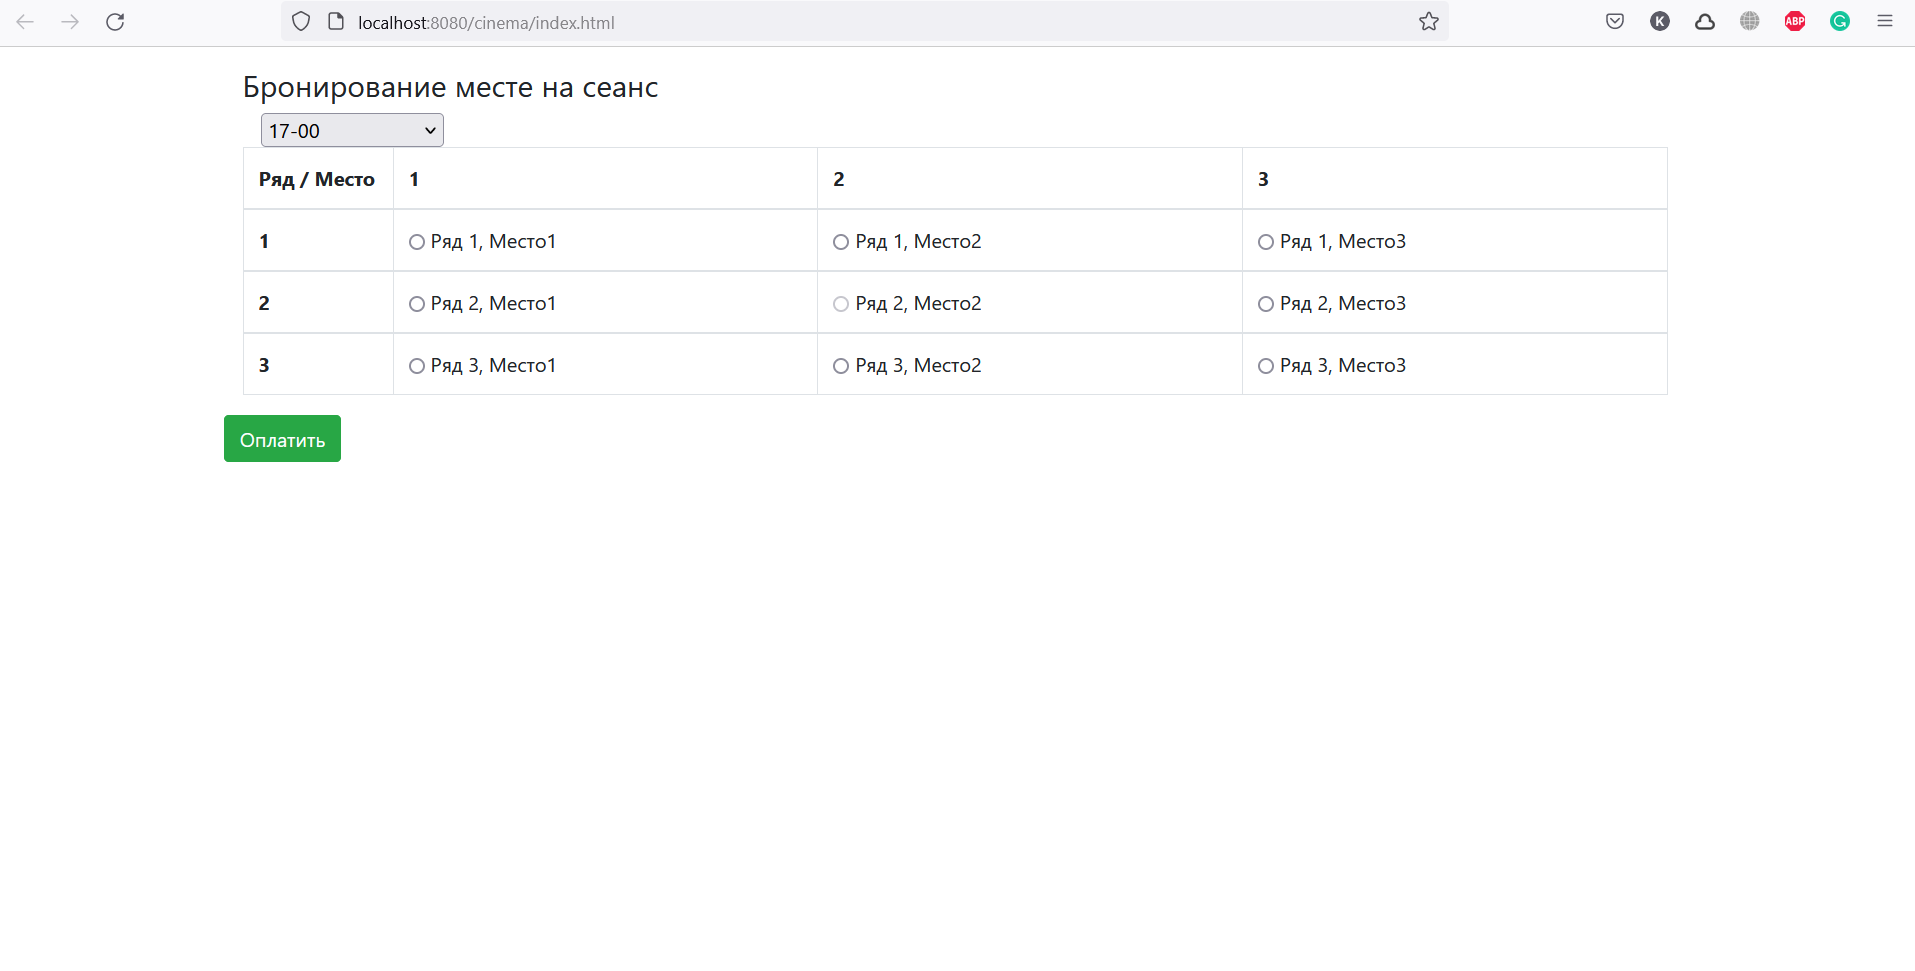 localhost:8080/cinema/index.html
K
ABP
G
Бронирование месте на сеанс
17-00
Ряд / Место 1 2 3
1 Ряд 1, Место1 Ряд 1, Место2 Ряд 1, Место3
2 Ряд 2, Место1 Ряд 2, Место2 Ряд 2, Место3
3 Ряд 3, Место1 Ряд 3, Место2 Ряд 3, Место3
Оплатить